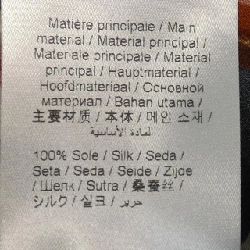 Matière principale / Main
material / Material principal /
Materiale principale / Material
principal / Hauptmaterial /
Hoofdmateriaal / Основной
материал / Bahan utama /
主要材质 / 本体 / 메인 소재 /
لمادة الأساسية
100% Soie / Silk / Seda /
Seta / Seda / Seide / Zijde
/ Шелк / Sutra / 桑蚕丝 /
シルク / 실크 / حرير